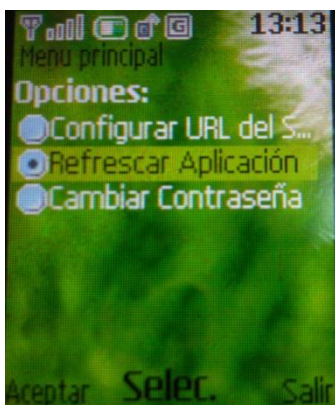 G 13:13
Menu principal
Opciones:
Configurar URL del S...
Refrescar Aplicación
Cambiar Contraseña
Aceptar Selec. Salir